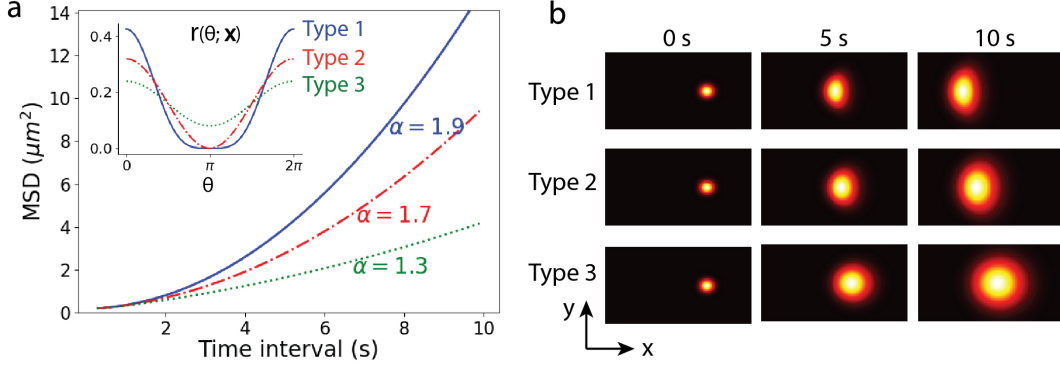 a
14
12
10
8
6
4
2
0
MSD (μm²)
2
4
6
8
10
Time interval (s)
α = 1.9
α = 1.7
α = 1.3
0.4
0.2
0.0
0
π
2π
θ
r(θ; x)
Type 1
Type 2
Type 3
b
0 s
5 s
10 s
Type 1
Type 2
Type 3
y
x